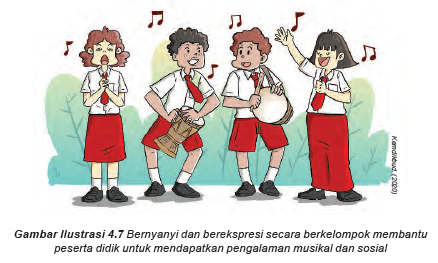 Kemdikbud, (2020)
Gambar Ilustrasi 4.7 Bernyanyi dan berekspresi secara berkelompok membantu
peserta didik untuk mendapatkan pengalaman musikal dan sosial